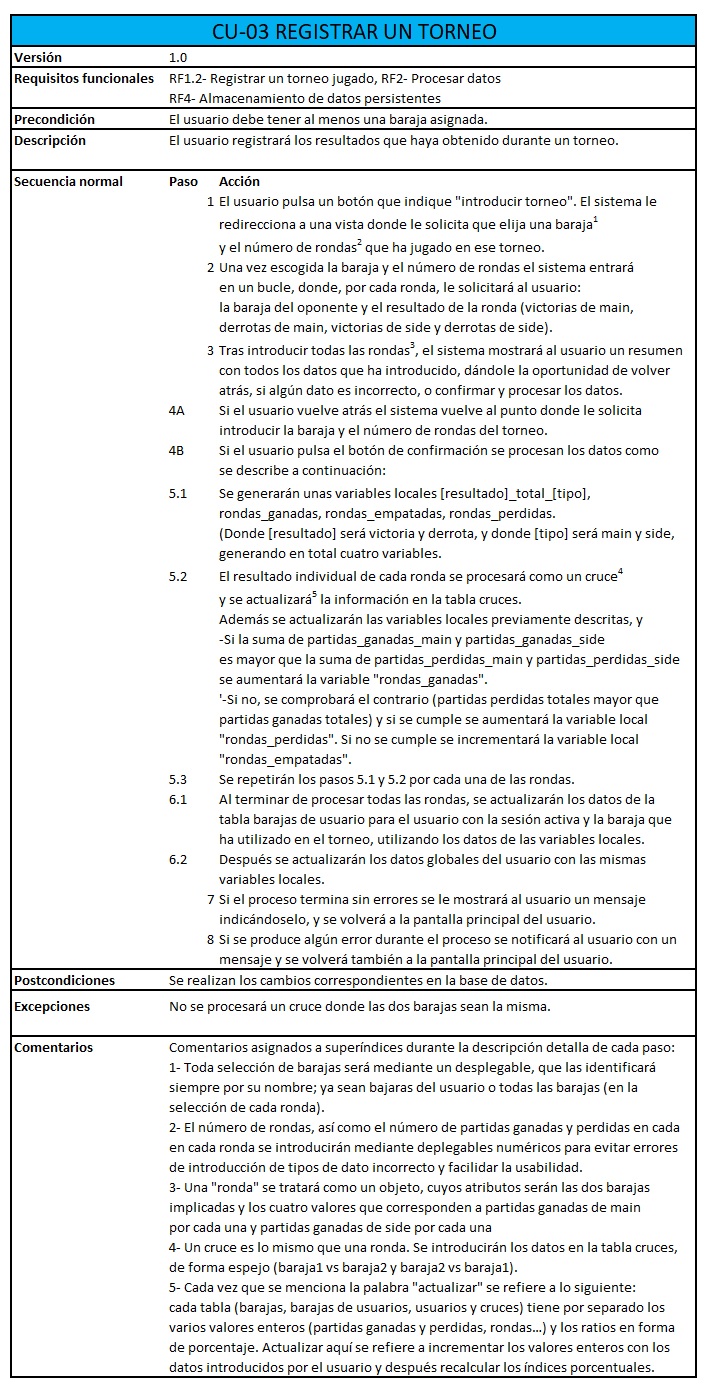 CU-03 REGISTRAR UN TORNEO
Versión 1.0
Requisitos funcionales RF1.2- Registrar un torneo jugado, RF2- Procesar datos
RF4- Almacenamiento de datos persistentes
Precondición El usuario debe tener al menos una baraja asignada.
Descripción El usuario registrará los resultados que haya obtenido durante un torneo.
Secuencia normal Paso Acción
1 El usuario pulsa un botón que indique "introducir torneo". El sistema le
redirecciona a una vista donde le solicita que elija una baraja¹
y el número de rondas² que ha jugado en ese torneo.
2 Una vez escogida la baraja y el número de rondas el sistema entrará
en un bucle, donde, por cada ronda, le solicitará al usuario:
la baraja del oponente y el resultado de la ronda (victorias de main,
derrotas de main, victorias de side y derrotas de side).
3 Tras introducir todas las rondas³, el sistema mostrará al usuario un resumen
con todos los datos que ha introducido, dándole la oportunidad de volver
atrás, si algún dato es incorrecto, o confirmar y procesar los datos.
4A Si el usuario vuelve atrás el sistema vuelve al punto donde le solicita
introducir la baraja y el número de rondas del torneo.
4B Si el usuario pulsa el botón de confirmación se procesan los datos como
se describe a continuación:
5.1 Se generarán unas variables locales [resultado]_total_[tipo],
rondas_ganadas, rondas_empatadas, rondas_perdidas.
(Donde [resultado] será victoria y derrota, y donde [tipo] será main y side,
generando en total cuatro variables.
5.2 El resultado individual de cada ronda se procesará como un cruce⁴
y se actualizará⁵ la información en la tabla cruces.
Además se actualizarán las variables locales previamente descritas, y
-Si la suma de partidas_ganadas_main y partidas_ganadas_side
es mayor que la suma de partidas_perdidas_main y partidas_perdidas_side
se aumentará la variable "rondas_ganadas".
'-Si no, se comprobará el contrario (partidas perdidas totales mayor que
partidas ganadas totales) y si se cumple se aumentará la variable local
"rondas_perdidas". Si no se cumple se incrementará la variable local
"rondas_empatadas".
5.3 Se repetirán los pasos 5.1 y 5.2 por cada una de las rondas.
6.1 Al terminar de procesar todas las rondas, se actualizarán los datos de la
tabla barajas de usuario para el usuario con la sesión activa y la baraja que
ha utilizado en el torneo, utilizando los datos de las variables locales.
6.2 Después se actualizarán los datos globales del usuario con las mismas
variables locales.
7 Si el proceso termina sin errores se le mostrará al usuario un mensaje
indicándoselo, y se volverá a la pantalla principal del usuario.
8 Si se produce algún error durante el proceso se notificará al usuario con un
mensaje y se volverá también a la pantalla principal del usuario.
Postcondiciones Se realizan los cambios correspondientes en la base de datos.
Excepciones No se procesará un cruce donde las dos barajas sean la misma.
Comentarios Comentarios asignados a superíndices durante la descripción detalla de cada paso:
1- Toda selección de barajas será mediante un desplegable, que las identificará
siempre por su nombre; ya sean bajaras del usuario o todas las barajas (en la
selección de cada ronda).
2- El número de rondas, así como el número de partidas ganadas y perdidas en cada
en cada ronda se introducirán mediante deplegables numéricos para evitar errores
de introducción de tipos de dato incorrecto y facilidar la usabilidad.
3- Una "ronda" se tratará como un objeto, cuyos atributos serán las dos barajas
implicadas y los cuatro valores que corresponden a partidas ganadas de main
por cada una y partidas ganadas de side por cada una
4- Un cruce es lo mismo que una ronda. Se introducirán los datos en la tabla cruces,
de forma espejo (baraja1 vs baraja2 y baraja2 vs baraja1).
5- Cada vez que se menciona la palabra "actualizar" se refiere a lo siguiente:
cada tabla (barajas, barajas de usuarios, usuarios y cruces) tiene por separado los
varios valores enteros (partidas ganadas y perdidas, rondas…) y los ratios en forma
de porcentaje. Actualizar aquí se refiere a incrementar los valores enteros con los
datos introducidos por el usuario y después recalcular los índices porcentuales.